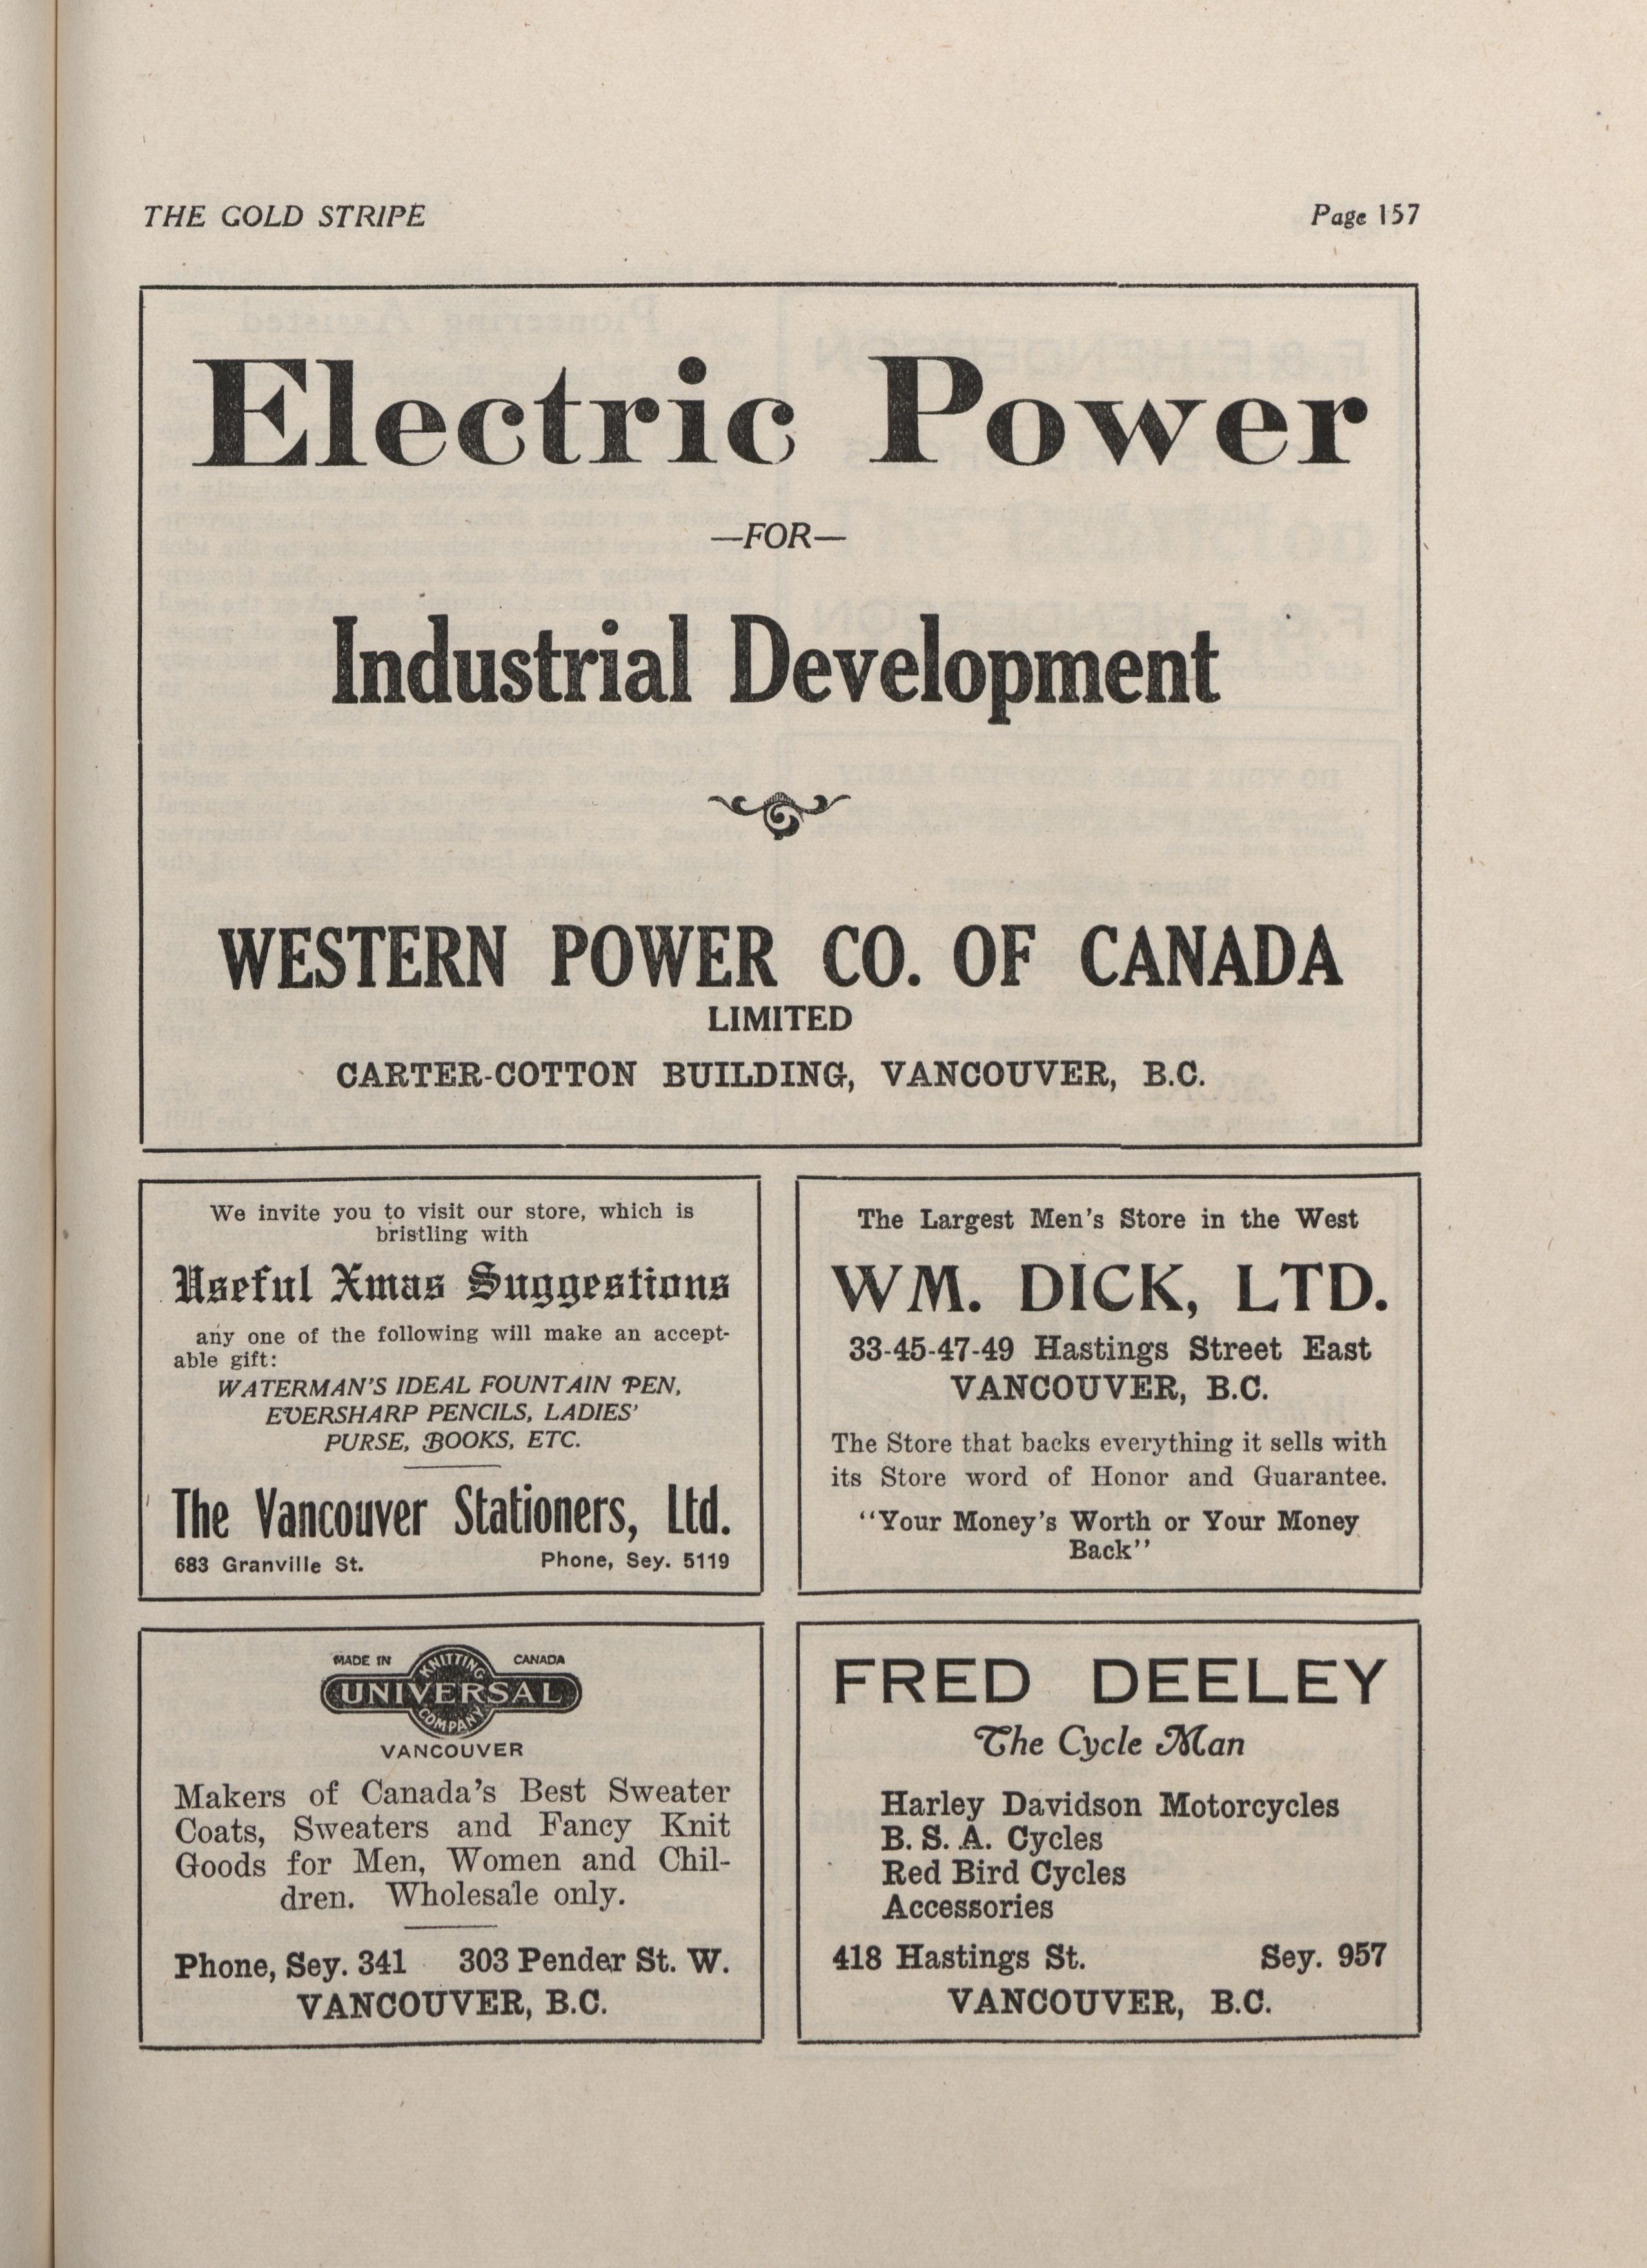 THE GOLD STRIPE
Page 157
Electric Power
—FOR—
Industrial Development
WESTERN POWER CO. OF CANADA
LIMITED
CARTER-COTTON BUILDING, VANCOUVER, B.C.
We invite you to visit our store, which is
bristling with
Useful Xmas Suggestions
any one of the following will make an accept-
able gift:
WATERMAN'S IDEAL FOUNTAIN PEN,
EVERSHARP PENCILS, LADIES'
PURSE, BOOKS, ETC.
The Vancouver Stationers, Ltd.
683 Granville St. Phone, Sey. 5119
The Largest Men's Store in the West
WM. DICK, LTD.
33-45-47-49 Hastings Street East
VANCOUVER, B.C.
The Store that backs everything it sells with
its Store word of Honor and Guarantee.
"Your Money's Worth or Your Money
Back"
MADE IN CANADA
KNITTING
UNIVERSAL
COMPANY
VANCOUVER
Makers of Canada's Best Sweater
Coats, Sweaters and Fancy Knit
Goods for Men, Women and Chil-
dren. Wholesale only.
Phone, Sey. 341 303 Pender St. W.
VANCOUVER, B.C.
FRED DEELEY
The Cycle Man
Harley Davidson Motorcycles
B. S. A. Cycles
Red Bird Cycles
Accessories
418 Hastings St. Sey. 957
VANCOUVER, B.C.